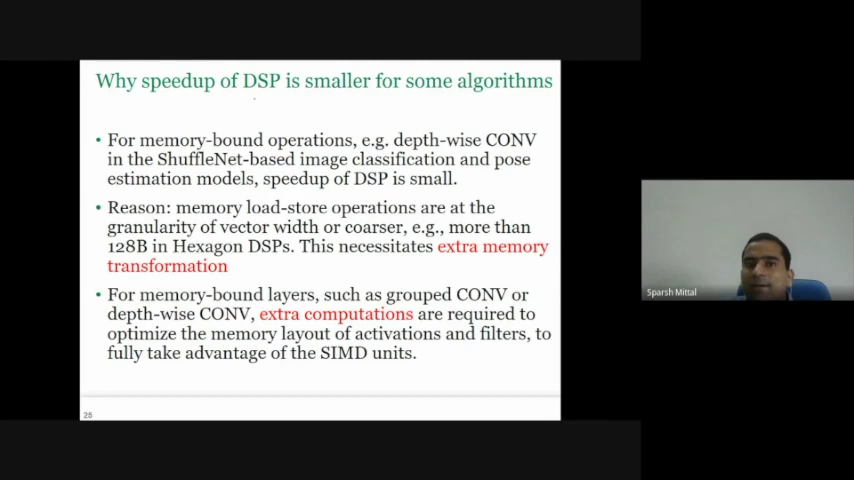 Why speedup of DSP is smaller for some algorithms
• For memory-bound operations, e.g. depth-wise CONV
in the ShuffleNet-based image classification and pose
estimation models, speedup of DSP is small.
• Reason: memory load-store operations are at the
granularity of vector width or coarser, e.g., more than
128B in Hexagon DSPs. This necessitates extra memory
transformation
• For memory-bound layers, such as grouped CONV or
depth-wise CONV, extra computations are required to
optimize the memory layout of activations and filters, to
fully take advantage of the SIMD units.
25
Sparsh Mittal